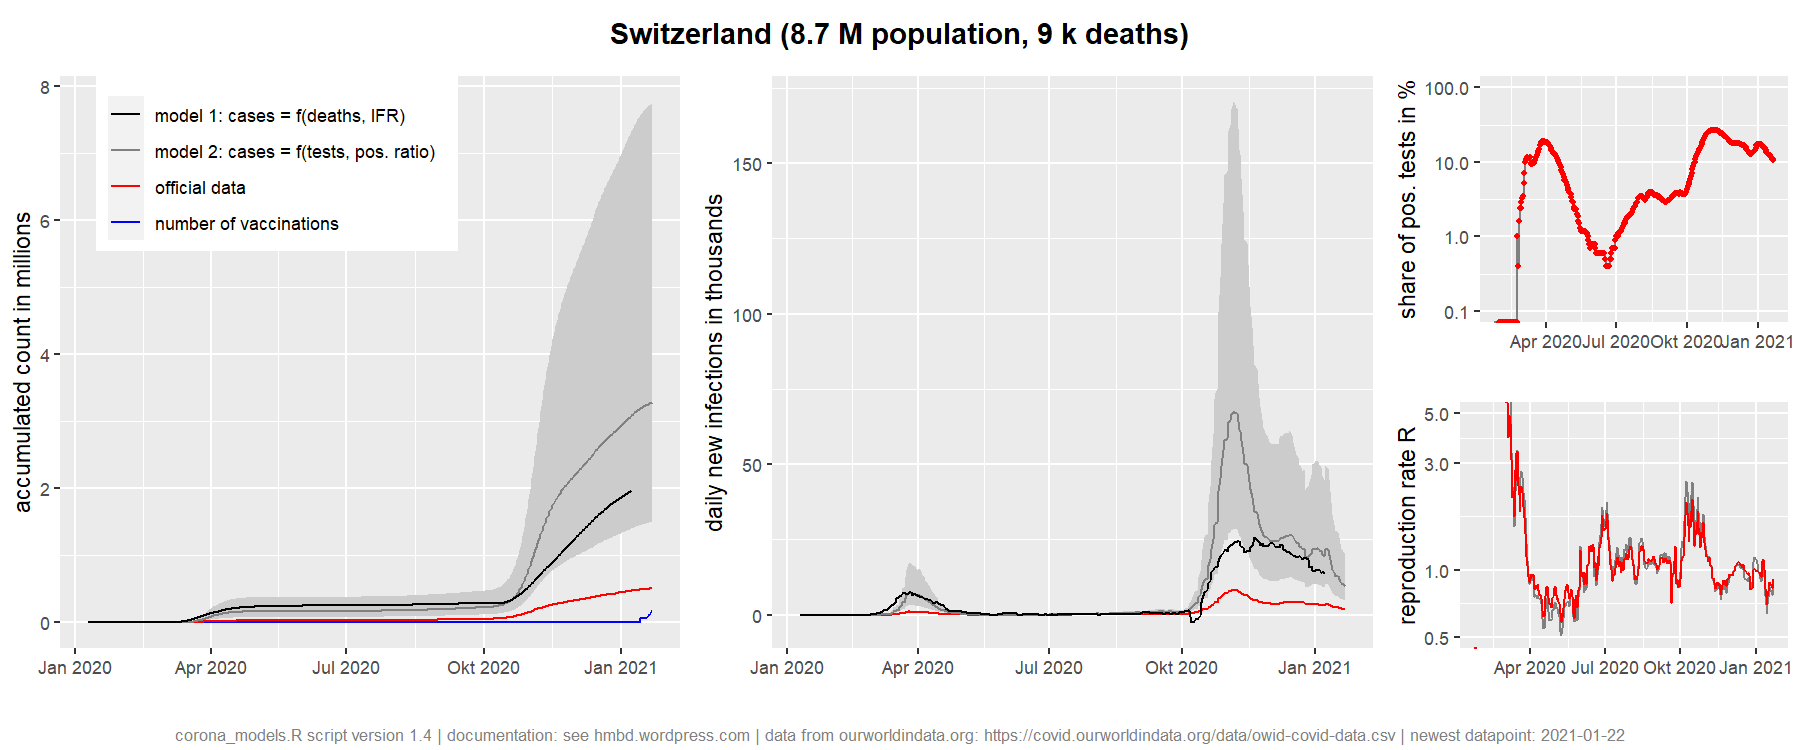 Switzerland (8.7 M population, 9 k deaths)
accumulated count in millions
8
6
4
2
0
model 1: cases = f(deaths, IFR)
model 2: cases = f(tests, pos. ratio)
official data
number of vaccinations
Jan 2020 Apr 2020 Jul 2020 Okt 2020 Jan 2021
daily new infections in thousands
150
100
50
0
Jan 2020 Apr 2020 Jul 2020 Okt 2020 Jan 2021
share of pos. tests in %
100.0
10.0
1.0
0.1
Apr 2020 Jul 2020 Okt 2020 Jan 2021
reproduction rate R
5.0
3.0
1.0
0.5
Apr 2020 Jul 2020 Okt 2020 Jan 2021
corona_models.R script version 1.4 | documentation: see hmbd.wordpress.com | data from ourworldindata.org: https://covid.ourworldindata.org/data/owid-covid-data.csv | newest datapoint: 2021-01-22